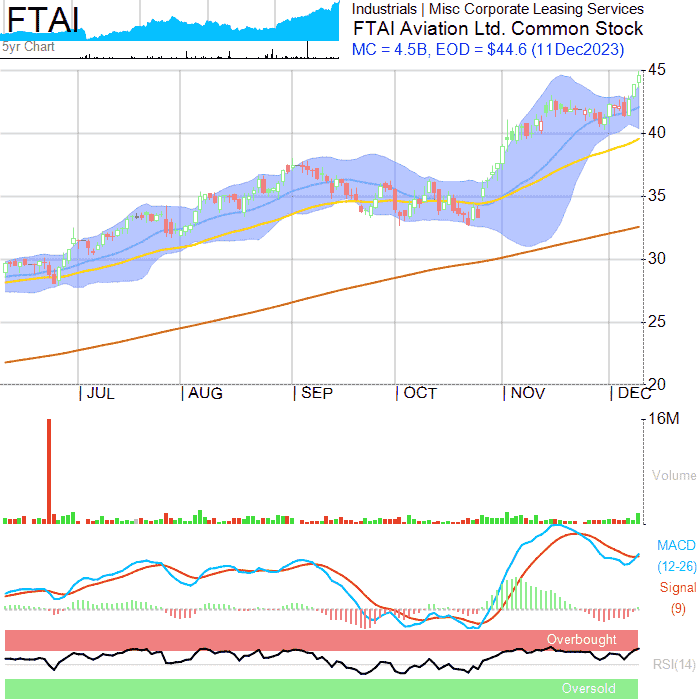 FTAI
5yr Chart
Industrials | Misc Corporate Leasing Services
FTAI Aviation Ltd. Common Stock
MC = 4.5B, EOD = $44.6 (11Dec2023)
45
40
35
30
25
20
JUL AUG SEP OCT NOV DEC
16M
Volume
MACD
(12-26)
Signal
(9)
Overbought
RSI(14)
Oversold